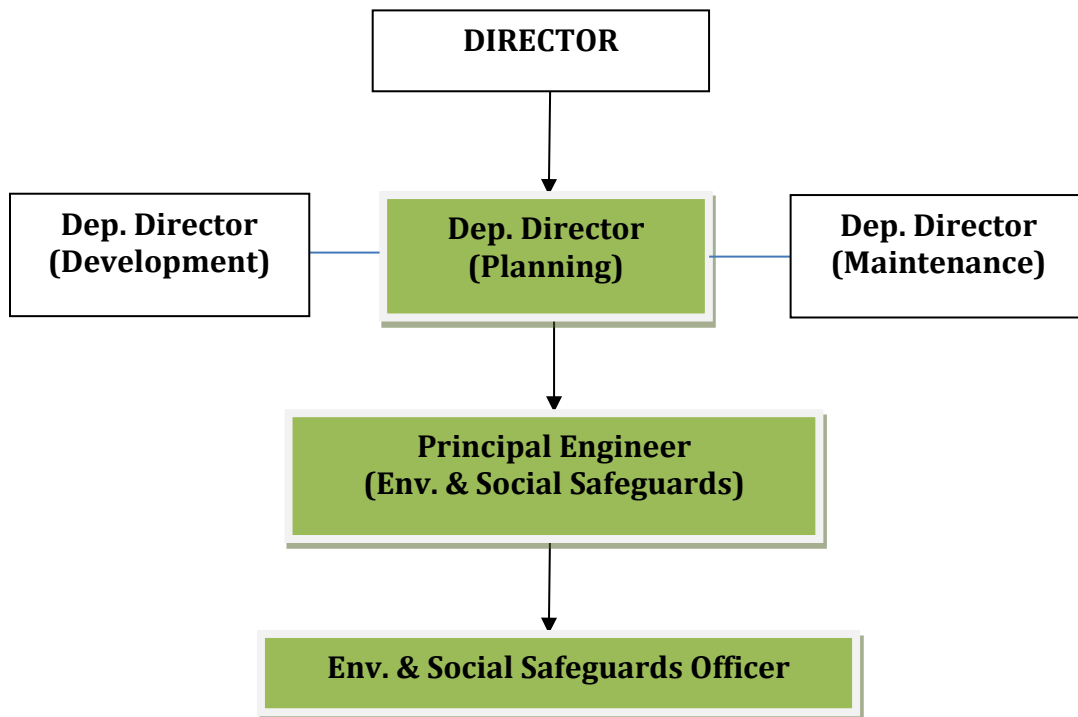 DIRECTOR
Dep. Director
(Development)
Dep. Director
(Planning)
Dep. Director
(Maintenance)
Principal Engineer
(Env. & Social Safeguards)
Env. & Social Safeguards Officer